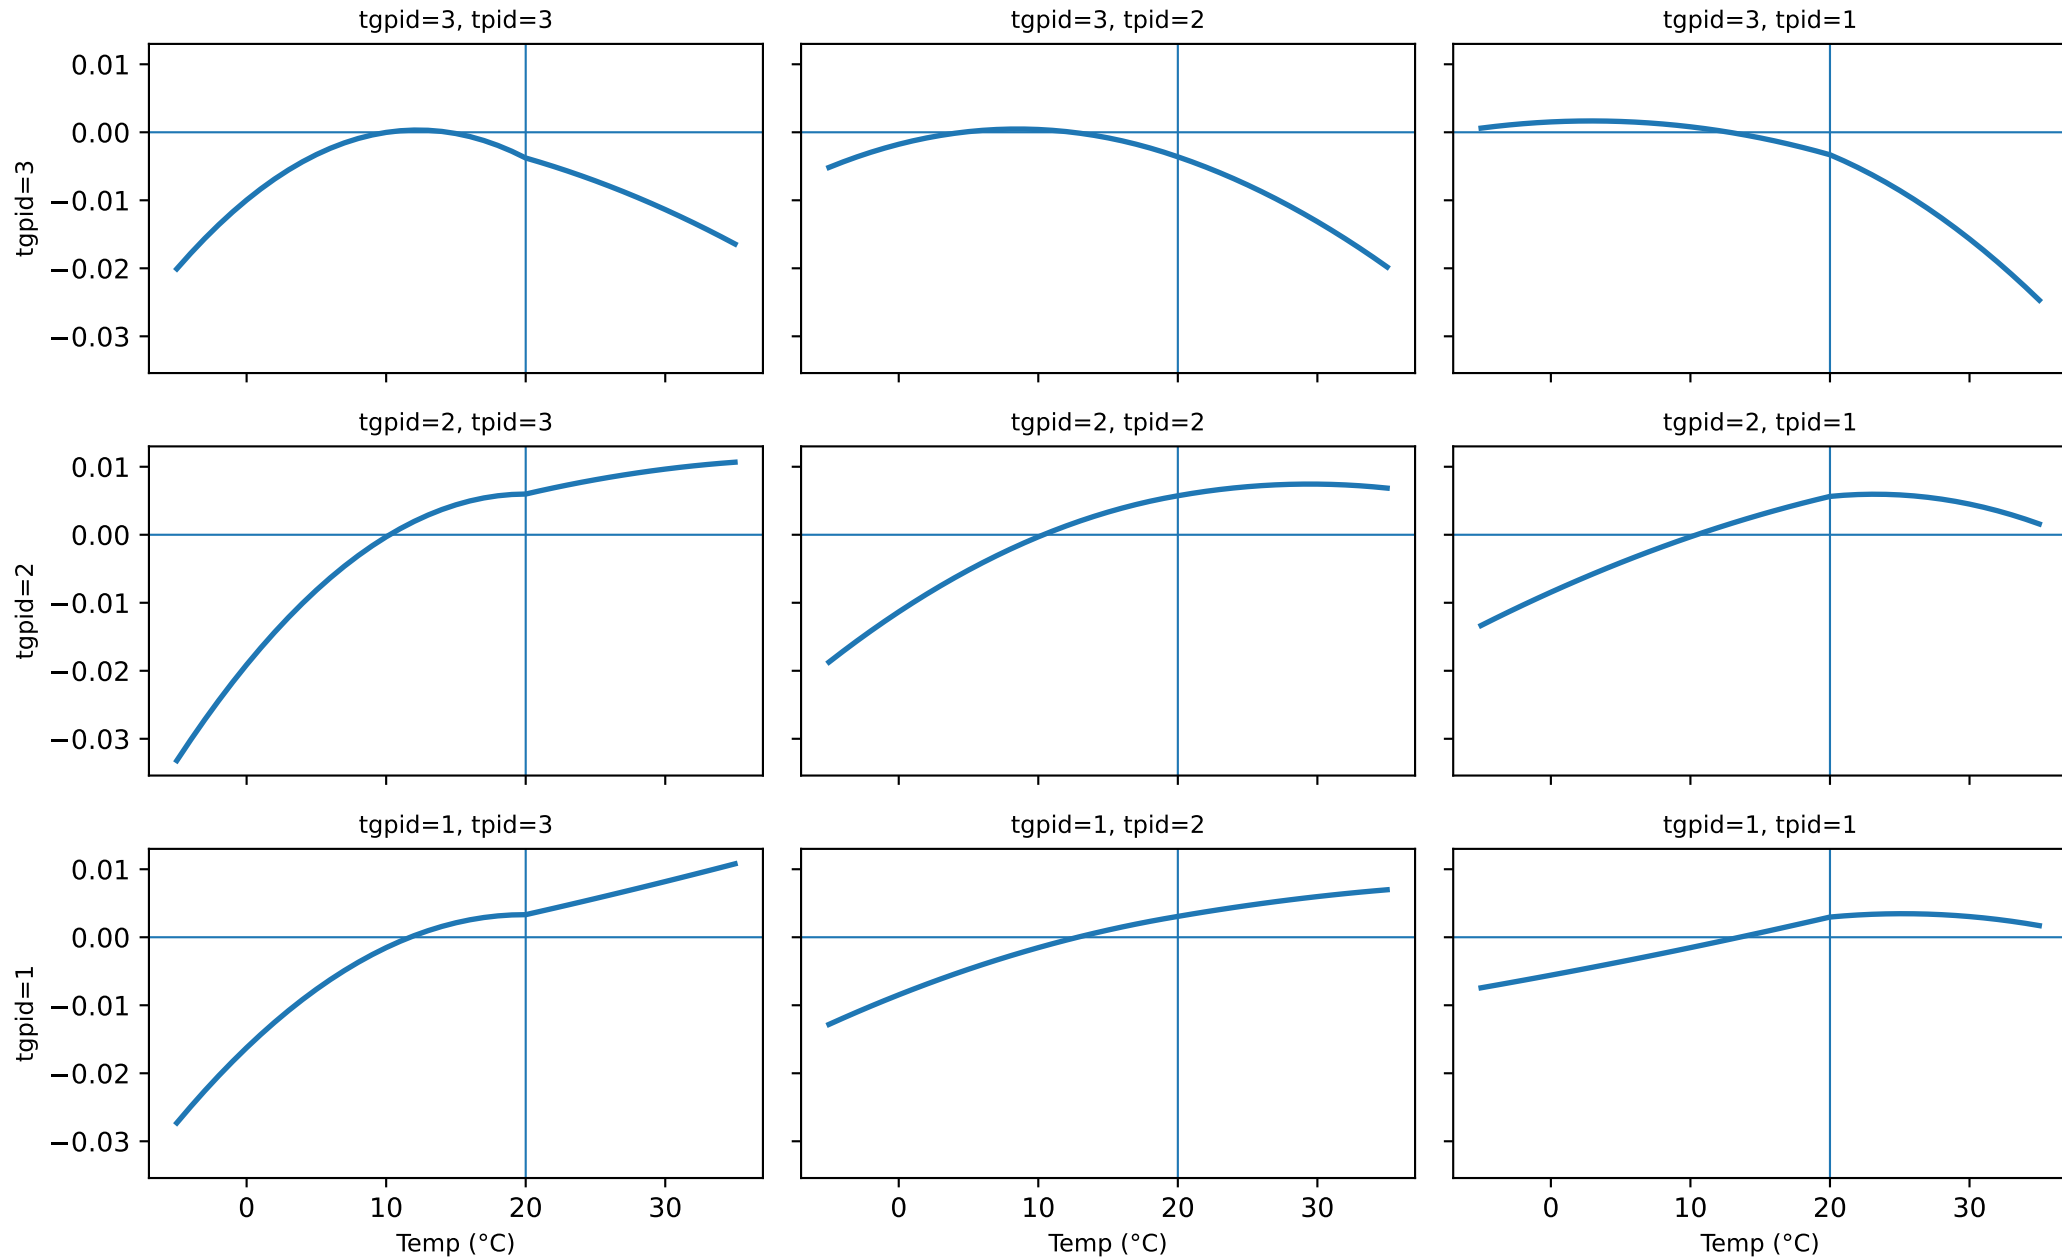 tgpid=3, tpid=3
tgpid=3, tpid=2
tgpid=3, tpid=1
tgpid=3
0.01
0.00
−0.01
−0.02
−0.03
tgpid=2, tpid=3
tgpid=2, tpid=2
tgpid=2, tpid=1
tgpid=2
0.01
0.00
−0.01
−0.02
−0.03
tgpid=1, tpid=3
tgpid=1, tpid=2
tgpid=1, tpid=1
tgpid=1
0.01
0.00
−0.01
−0.02
−0.03
0 10 20 30
0 10 20 30
0 10 20 30
Temp (°C)
Temp (°C)
Temp (°C)